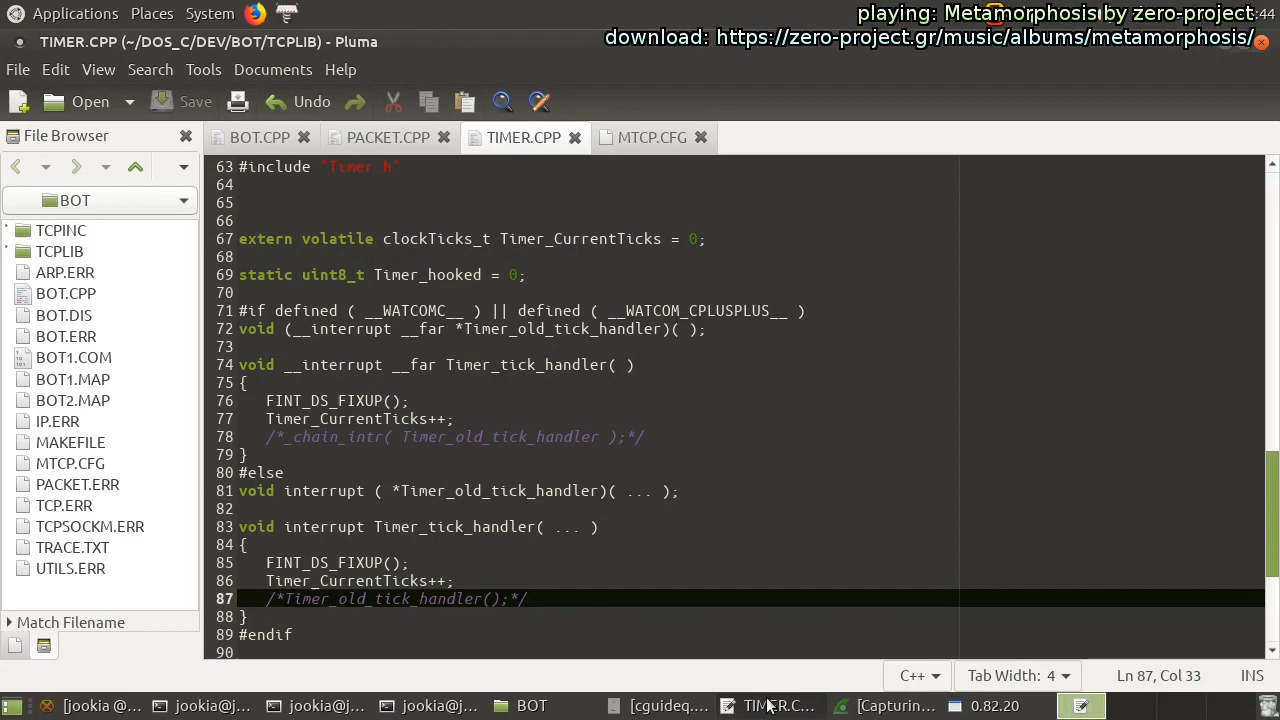 Applications Places System
playing: Metamorphosis by zero-project
:44
TIMER.CPP (~/DOS_C/DEV/BOT/TCPLIB) - Pluma
download: https://zero-project.gr/music/albums/metamorphosis/
File Edit View Search Tools Documents Help
Open Save Undo
File Browser
BOT.CPP PACKET.CPP TIMER.CPP MTCP.CFG
BOT
TCPINC
TCPLIB
ARP.ERR
BOT.CPP
BOT.DIS
BOT.ERR
BOT1.COM
BOT1.MAP
BOT2.MAP
IP.ERR
MAKEFILE
MTCP.CFG
PACKET.ERR
TCP.ERR
TCPSOCKM.ERR
TRACE.TXT
UTILS.ERR
Match Filename
63 #include "Timer.h"
64
65
66
67 extern volatile clockTicks_t Timer_CurrentTicks = 0;
68
69 static uint8_t Timer_hooked = 0;
70
71 #if defined ( __WATCOMC__ ) || defined ( __WATCOM_CPLUSPLUS__ )
72 void (__interrupt __far *Timer_old_tick_handler)( );
73
74 void __interrupt __far Timer_tick_handler( )
75 {
76    FINT_DS_FIXUP();
77    Timer_CurrentTicks++;
78    /*_chain_intr( Timer_old_tick_handler );*/
79 }
80 #else
81 void interrupt ( *Timer_old_tick_handler)( ... );
82
83 void interrupt Timer_tick_handler( ... )
84 {
85    FINT_DS_FIXUP();
86    Timer_CurrentTicks++;
87    /*Timer_old_tick_handler();*/
88 }
89 #endif
90
C++ Tab Width: 4 Ln 87, Col 33 INS
[jookia @... jookia@j... jookia@j... jookia@j... BOT [cguideq.... TIMER.C... [Capturin... 0.82.20